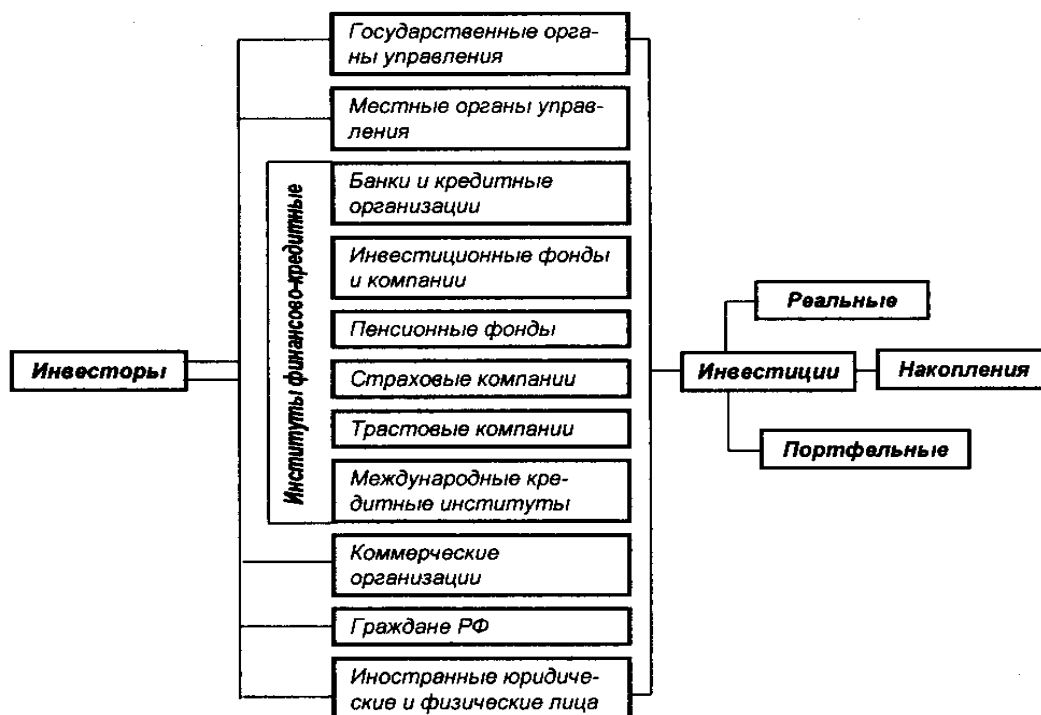 Государственные орга-
ны управления
Местные органы управ-
ления
Банки и кредитные
организации
Инвестиционные фонды
и компании
Пенсионные фонды
Страховые компании
Трастовые компании
Международные кре-
дитные институты
Коммерческие
организации
Граждане РФ
Иностранные юридиче-
ские и физические лица
Институты финансово-кредитные
Инвесторы
Реальные
Инвестиции
Накопления
Портфельные